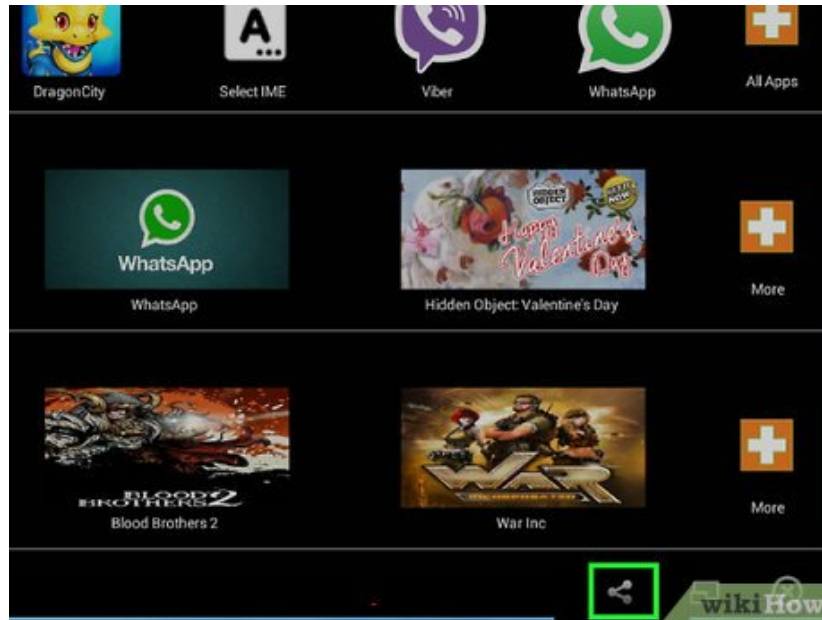 A
DragonCity
Select IME
Viber
WhatsApp
All Apps
WhatsApp
HIDDEN
OBJECT
Happy
Valentine's
Day
WhatsApp
Hidden Object: Valentine's Day
More
BLOOD
BROTHERS 2
WAR
INCORPORATED
Blood Brothers 2
War Inc
More
wikiHow